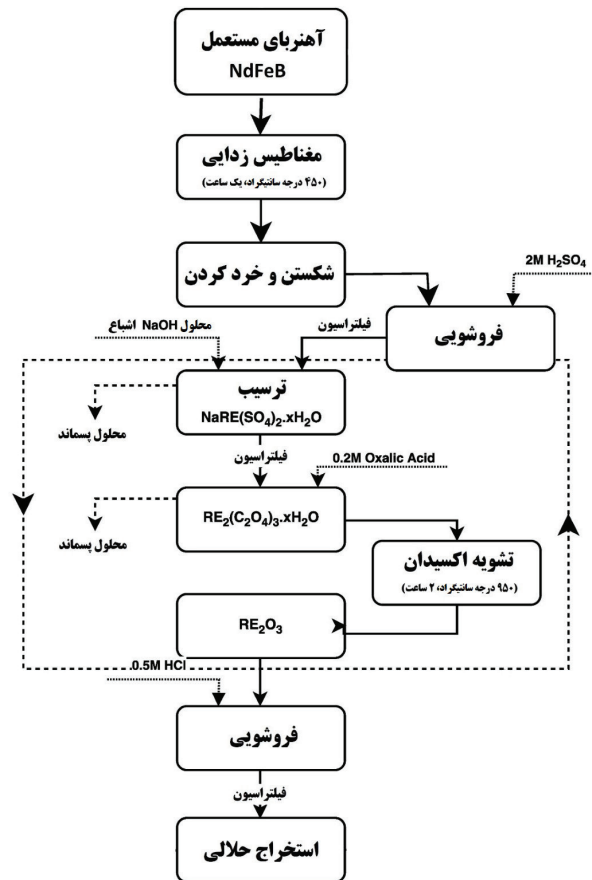 آهنربای مستعمل
NdFeB
مغناطیس زدایی
(۴۵۰ درجه سانتیگراد، یک ساعت)
شکستن و خرد کردن
2M H₂SO₄
فروشویی
فیلتراسیون
محلول NaOH اشباع
ترسیب
NaRE(SO₄)₂.xH₂O
محلول پسماند
فیلتراسیون
0.2M Oxalic Acid
RE₂(C₂O₄)₃.xH₂O
محلول پسماند
تشویه اکسیدان
(۹۵۰ درجه سانتیگراد، ۲ ساعت)
RE₂O₃
0.5M HCl
فروشویی
فیلتراسیون
استخراج حلالی